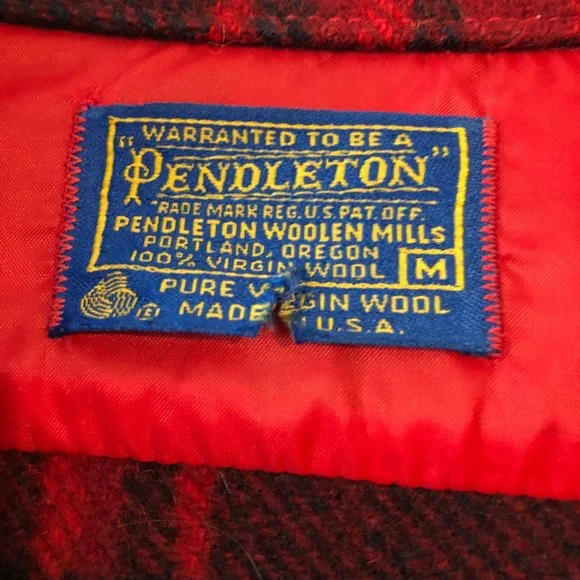 WARRANTED TO BE A
"PENDLETON"
TRADE MARK REG. U.S. PAT. OFF.
PENDLETON WOOLEN MILLS
PORTLAND, OREGON
100% VIRGIN WOOL M
PURE V GIN WOOL
MADE U.S.A.